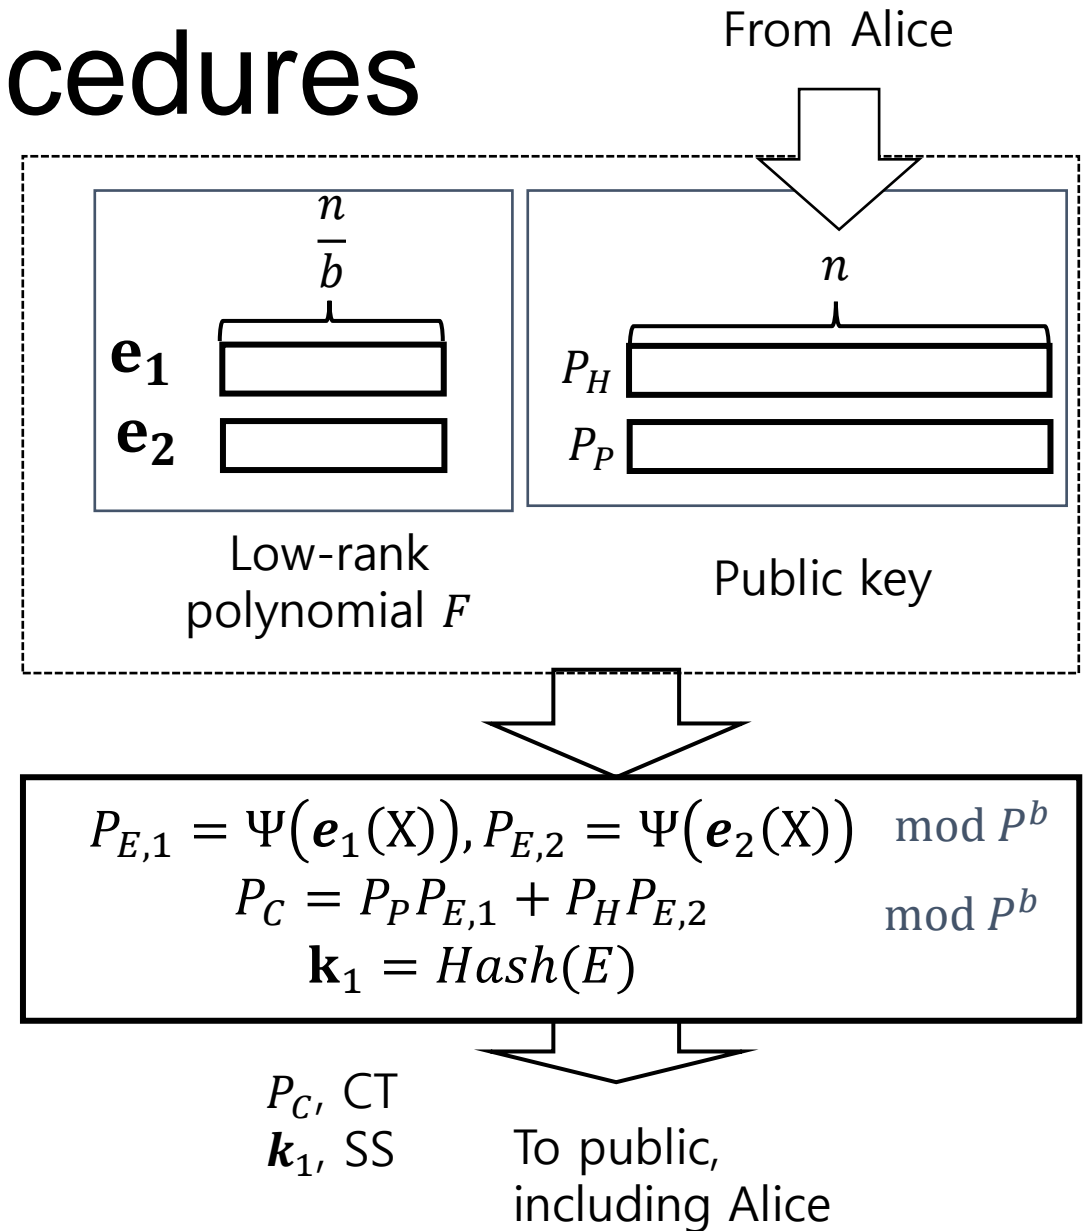 cedures
From Alice
n/b
n
e₁
e₂
P_H
P_P
Low-rank
polynomial F
Public key
P_{E,1} = Ψ(e₁(X)), P_{E,2} = Ψ(e₂(X)) mod P^b
P_C = P_P P_{E,1} + P_H P_{E,2} mod P^b
k₁ = Hash(E)
P_C, CT
k₁, SS
To public,
including Alice